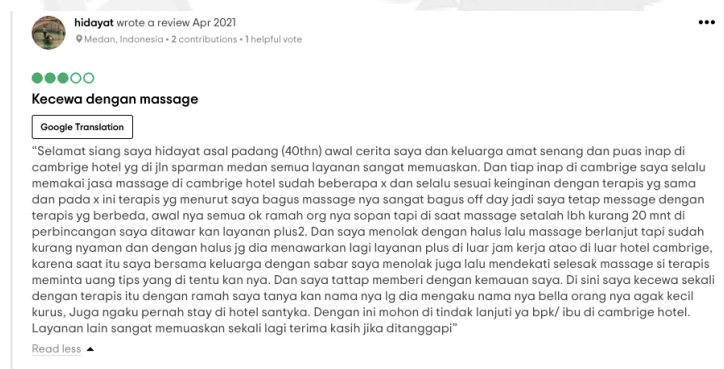 hidayat wrote a review Apr 2021
Medan, Indonesia • 2 contributions • 1 helpful vote
Kecewa dengan massage
Google Translation
“Selamat siang saya hidayat asal padang (40thn) awal cerita saya dan keluarga amat senang dan puas inap di
cambrige hotel yg di jln sparman medan semua layanan sangat memuaskan. Dan tiap inap di cambrige saya selalu
memakai jasa massage di cambrige hotel sudah beberapa x dan selalu sesuai keinginan dengan terapis yg sama
dan pada x ini terapis yg menurut saya bagus massage nya sangat bagus off day jadi saya tetap message dengan
terapis yg berbeda, awal nya semua ok ramah org nya sopan tapi di saat massage setalah lbh kurang 20 mnt di
perbincangan saya ditawar kan layanan plus2. Dan saya menolak dengan halus lalu massage berlanjut tapi sudah
kurang nyaman dan dengan halus jg dia menawarkan lagi layanan plus di luar jam kerja atao di luar hotel cambrige,
karena saat itu saya bersama keluarga dengan sabar saya menolak juga lalu mendekati selesak massage si terapis
meminta uang tips yang di tentu kan nya. Dan saya tattap memberi dengan kemauan saya. Di sini saya kecewa sekali
dengan terapis itu dengan ramah saya tanya kan nama nya lg dia mengaku nama nya bella orang nya agak kecil
kurus, Juga ngaku pernah stay di hotel santyka. Dengan ini mohon di tindak lanjuti ya bpk/ ibu di cambrige hotel.
Layanan lain sangat memuaskan sekali lagi terima kasih jika ditanggapi”
Read less